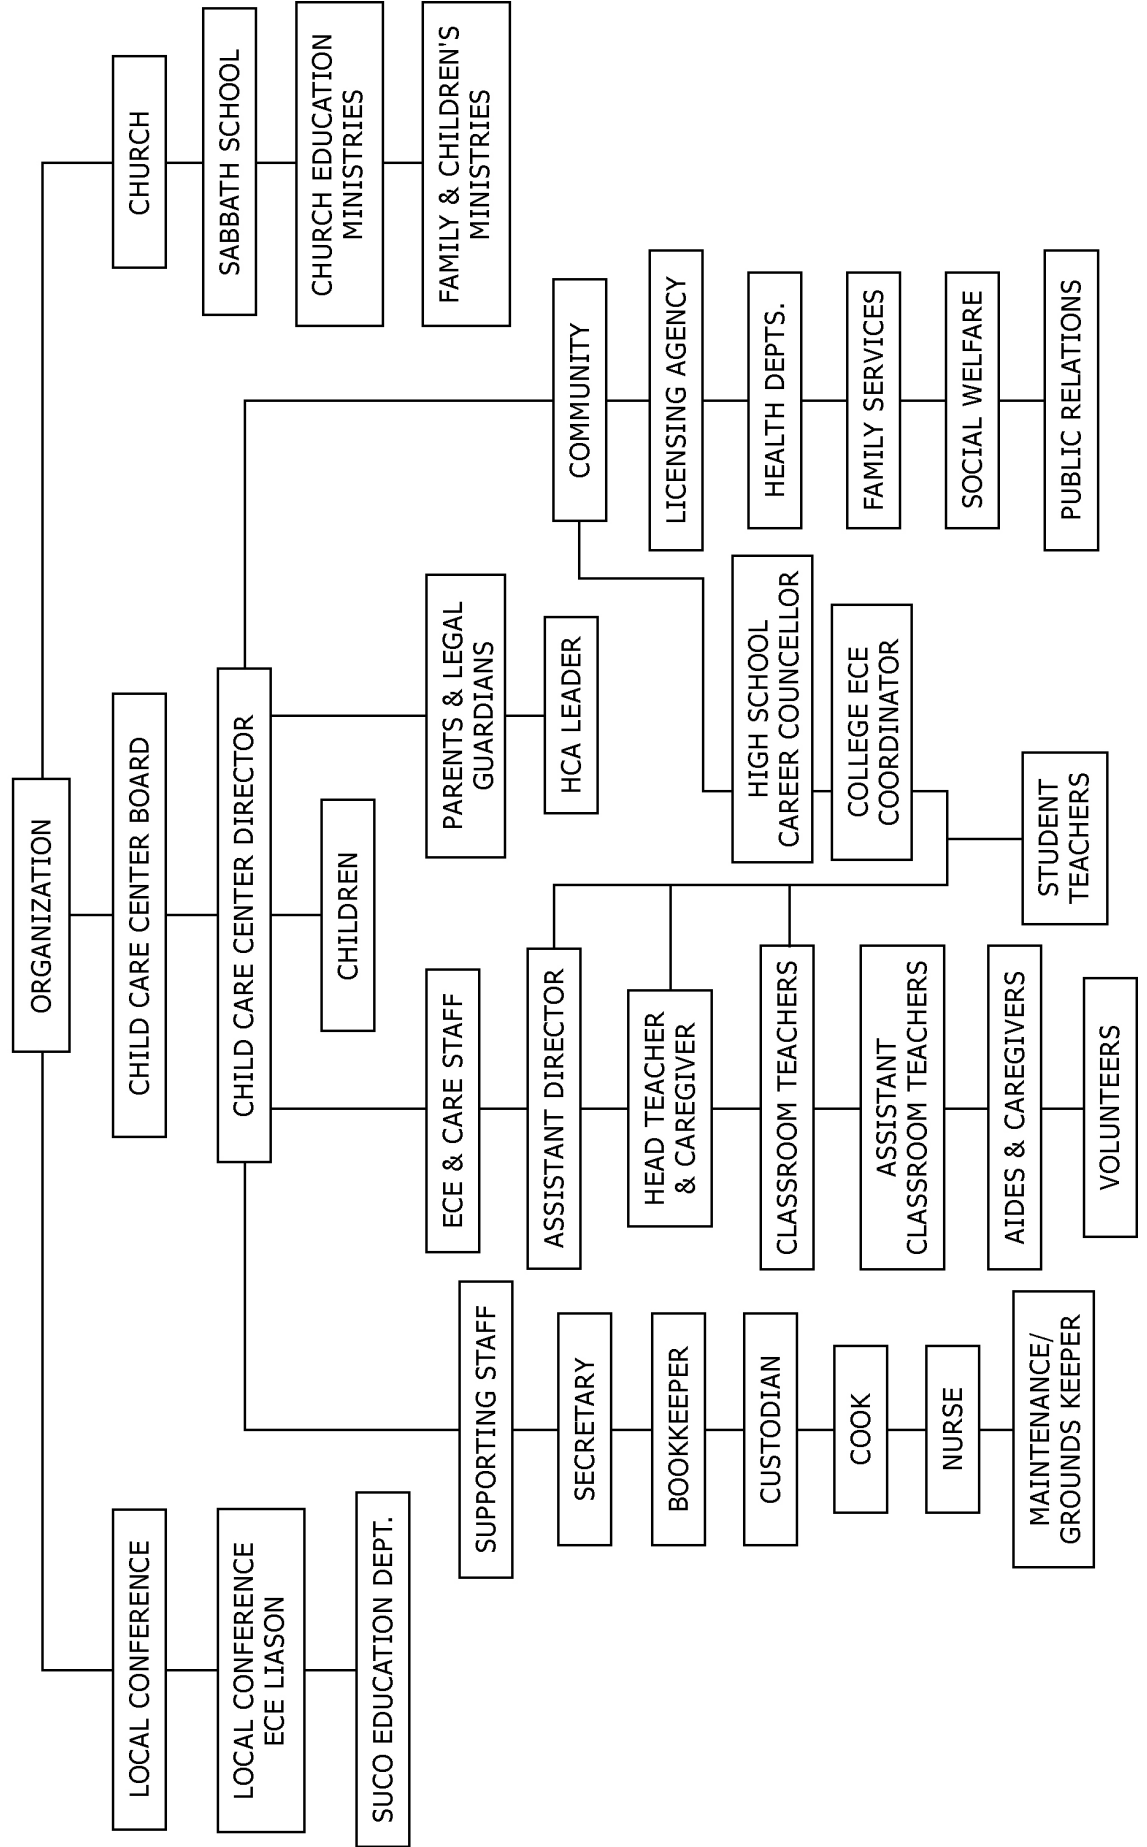 ORGANIZATION
LOCAL CONFERENCE
LOCAL CONFERENCE
ECE LIASON
SUCO EDUCATION DEPT.
CHILD CARE CENTER BOARD
CHILD CARE CENTER DIRECTOR
CHURCH
SABBATH SCHOOL
CHURCH EDUCATION
MINISTRIES
FAMILY & CHILDREN'S
MINISTRIES
SUPPORTING STAFF
SECRETARY
BOOKKEEPER
CUSTODIAN
COOK
NURSE
MAINTENANCE/
GROUNDS KEEPER
ECE & CARE STAFF
ASSISTANT DIRECTOR
HEAD TEACHER
& CAREGIVER
CLASSROOM TEACHERS
ASSISTANT
CLASSROOM TEACHERS
AIDES & CAREGIVERS
VOLUNTEERS
CHILDREN
PARENTS & LEGAL
GUARDIANS
HCA LEADER
HIGH SCHOOL
CAREER COUNCELLOR
COLLEGE ECE
COORDINATOR
STUDENT
TEACHERS
COMMUNITY
LICENSING AGENCY
HEALTH DEPTS.
FAMILY SERVICES
SOCIAL WELFARE
PUBLIC RELATIONS